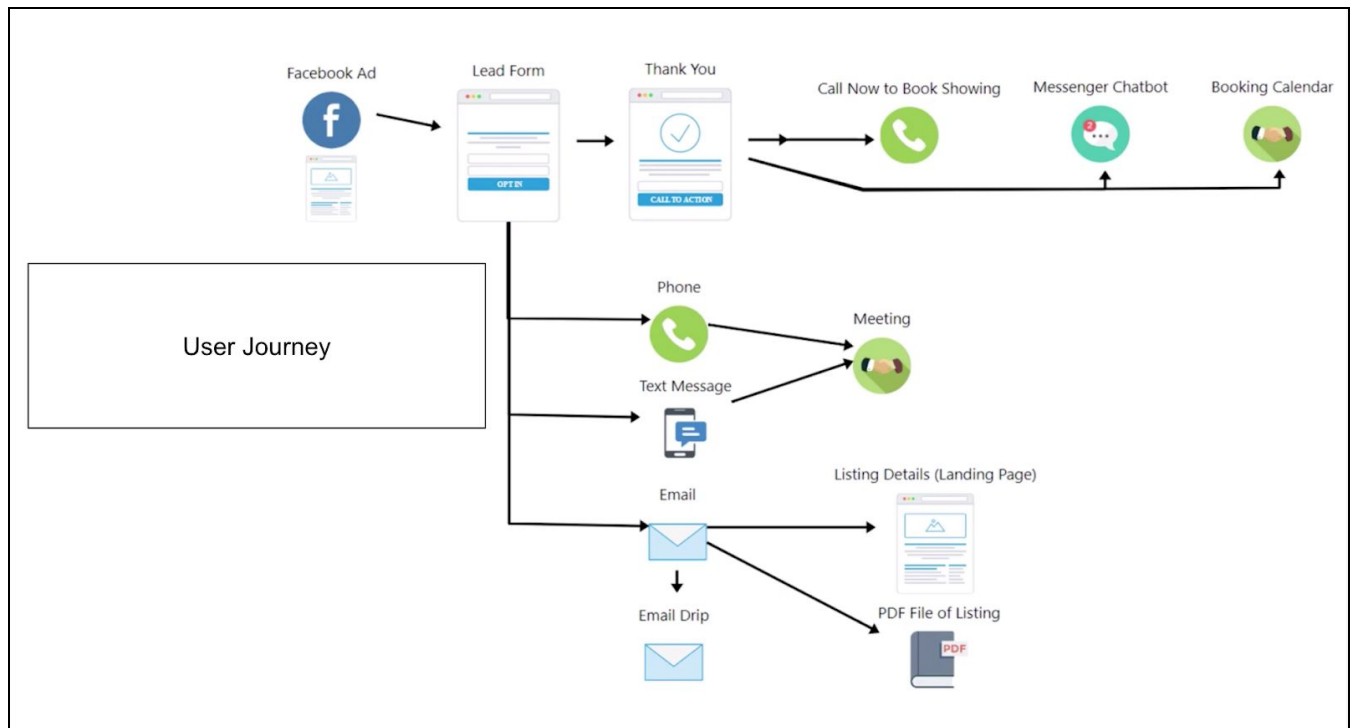 Facebook Ad
Lead Form
Thank You
Call Now to Book Showing
Messenger Chatbot
Booking Calendar
f
2
OPT IN
CALL TO ACTION
User Journey
Phone
Meeting
Text Message
Listing Details (Landing Page)
Email
Email Drip
PDF File of Listing
PDF